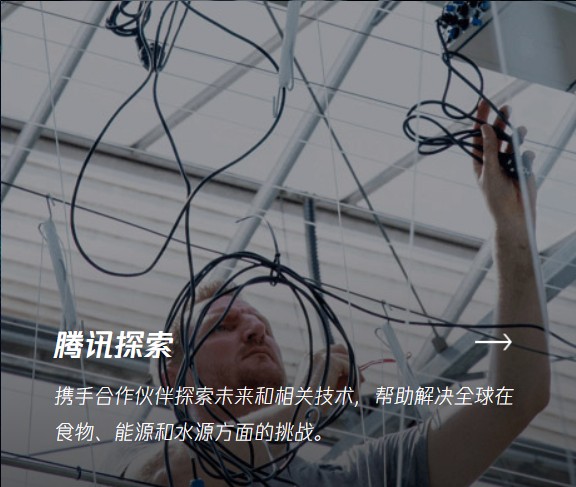 腾讯探索
携手合作伙伴探索未来和相关技术，帮助解决全球在
食物、能源和水源方面的挑战。